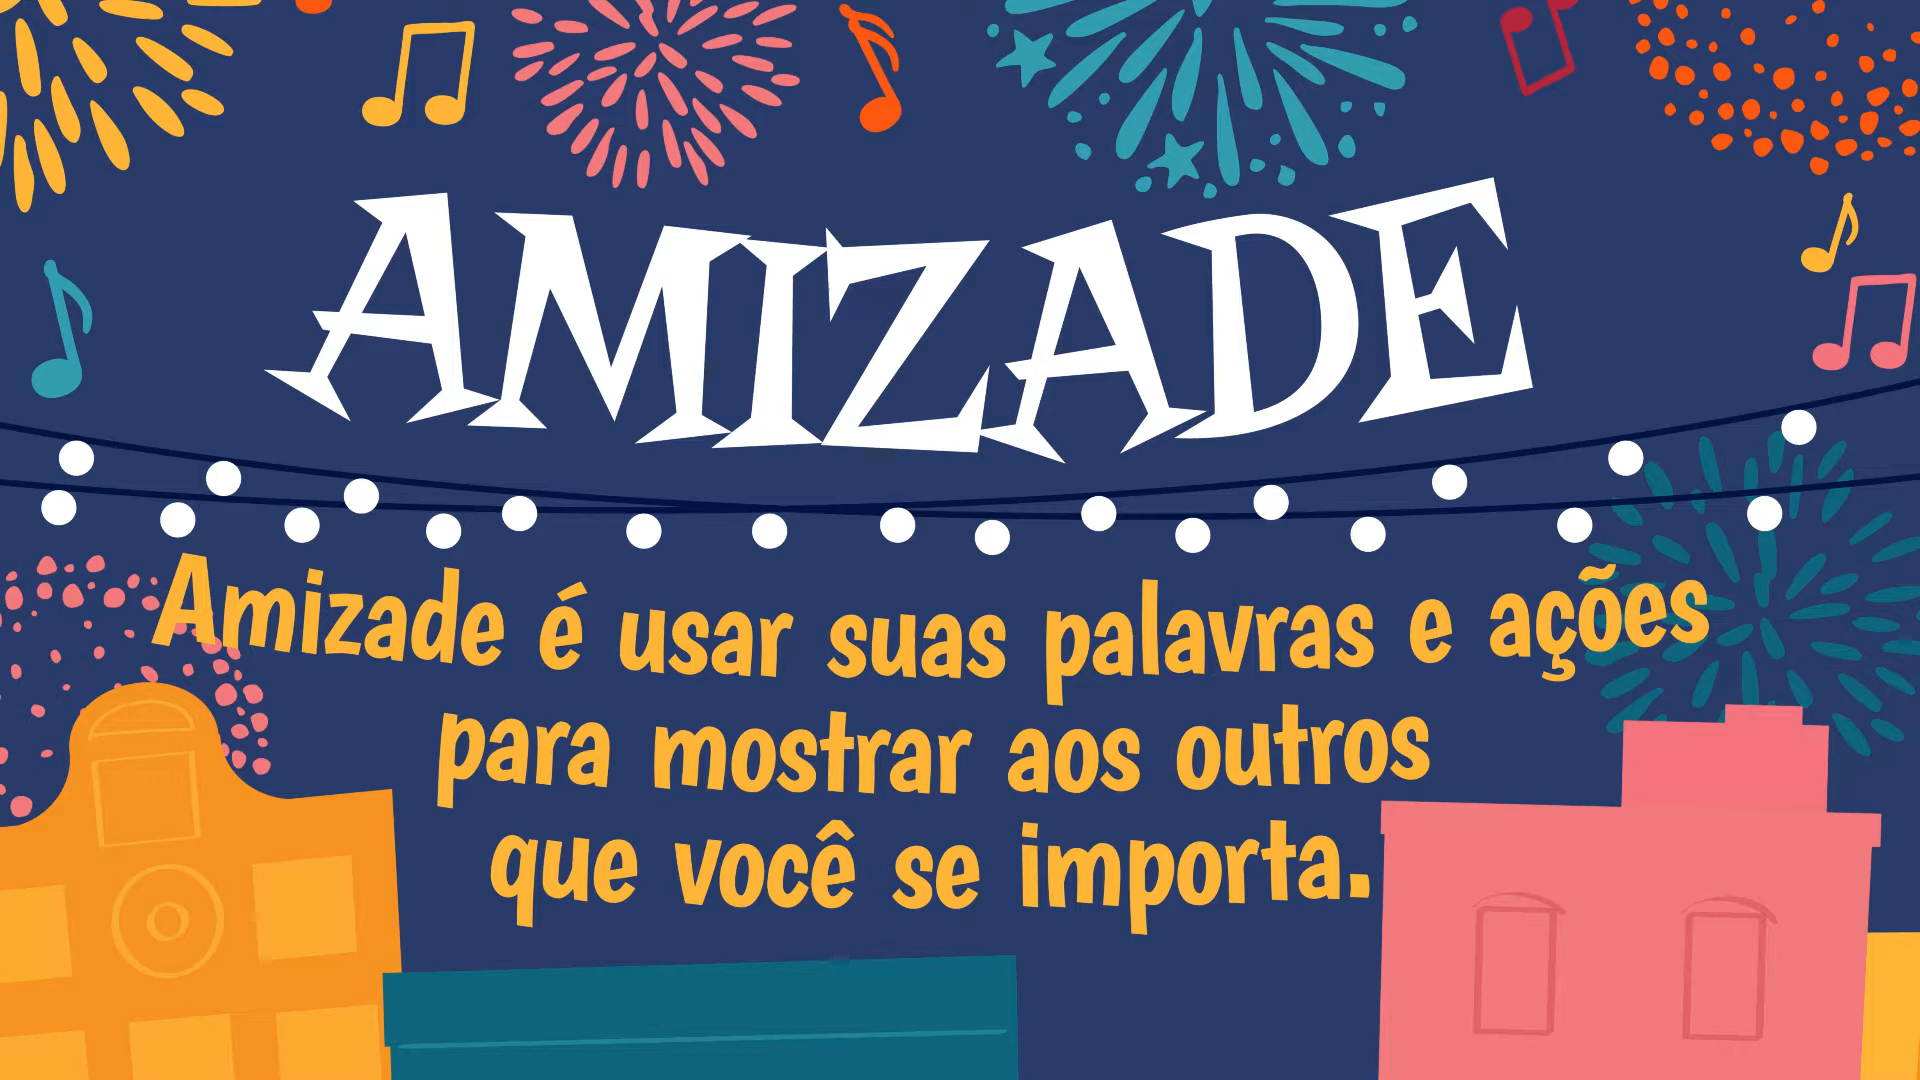 AMIZADE
Amizade é usar suas palavras e ações
para mostrar aos outros
que você se importa.